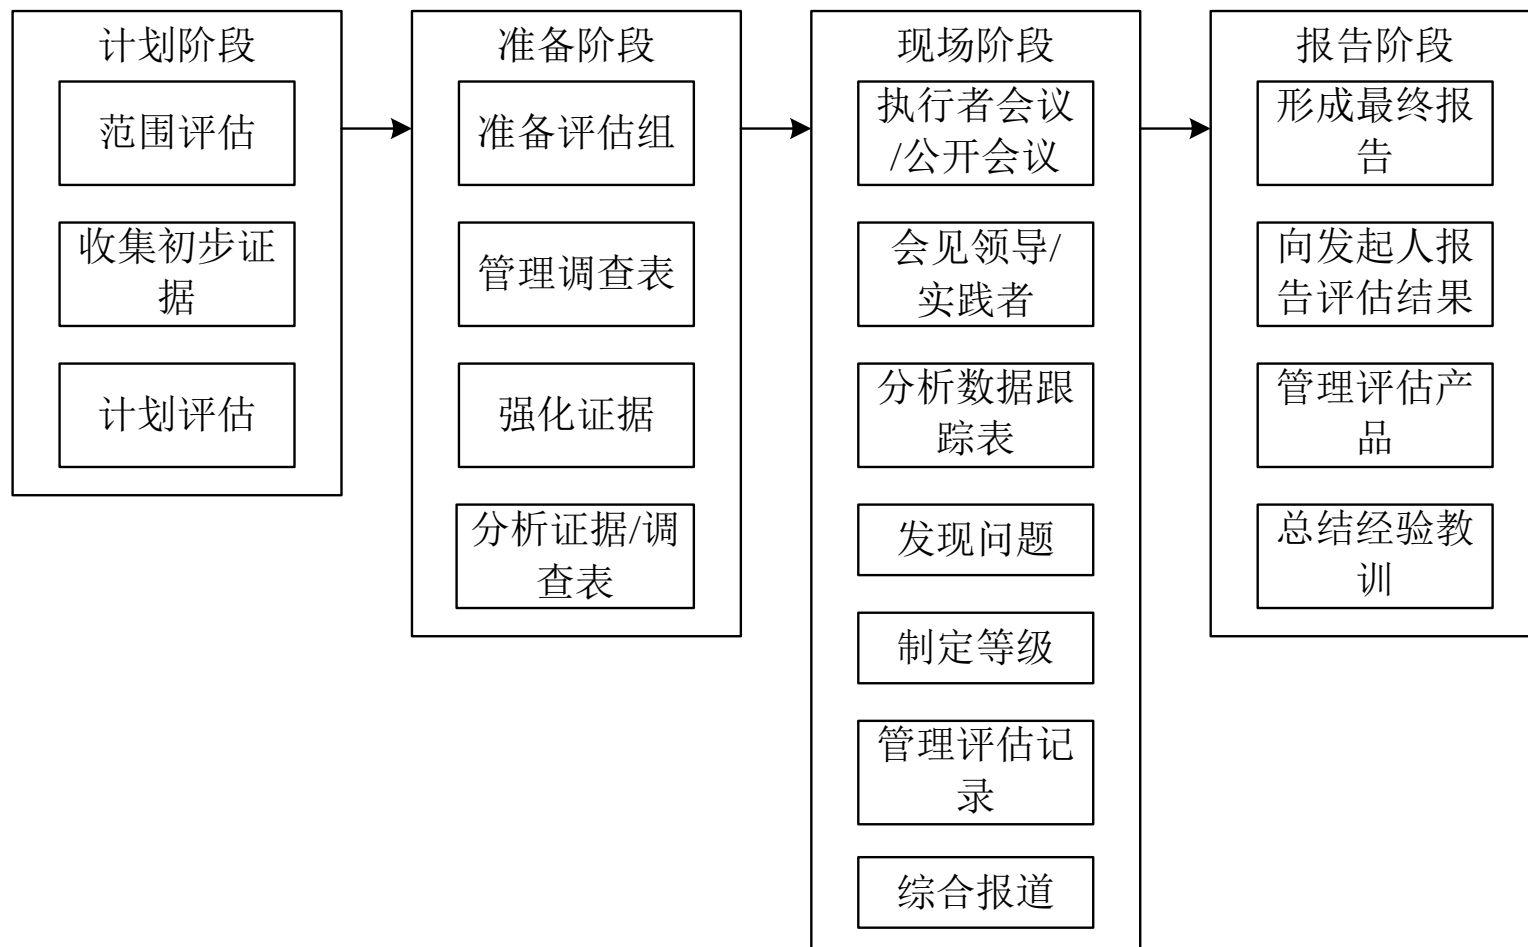 计划阶段
范围评估
收集初步证
据
计划评估
准备阶段
准备评估组
管理调查表
强化证据
分析证据/调
查表
现场阶段
执行者会议
/公开会议
会见领导/
实践者
分析数据跟
踪表
发现问题
制定等级
管理评估记
录
综合报道
报告阶段
形成最终报
告
向发起人报
告评估结果
管理评估产
品
总结经验教
训